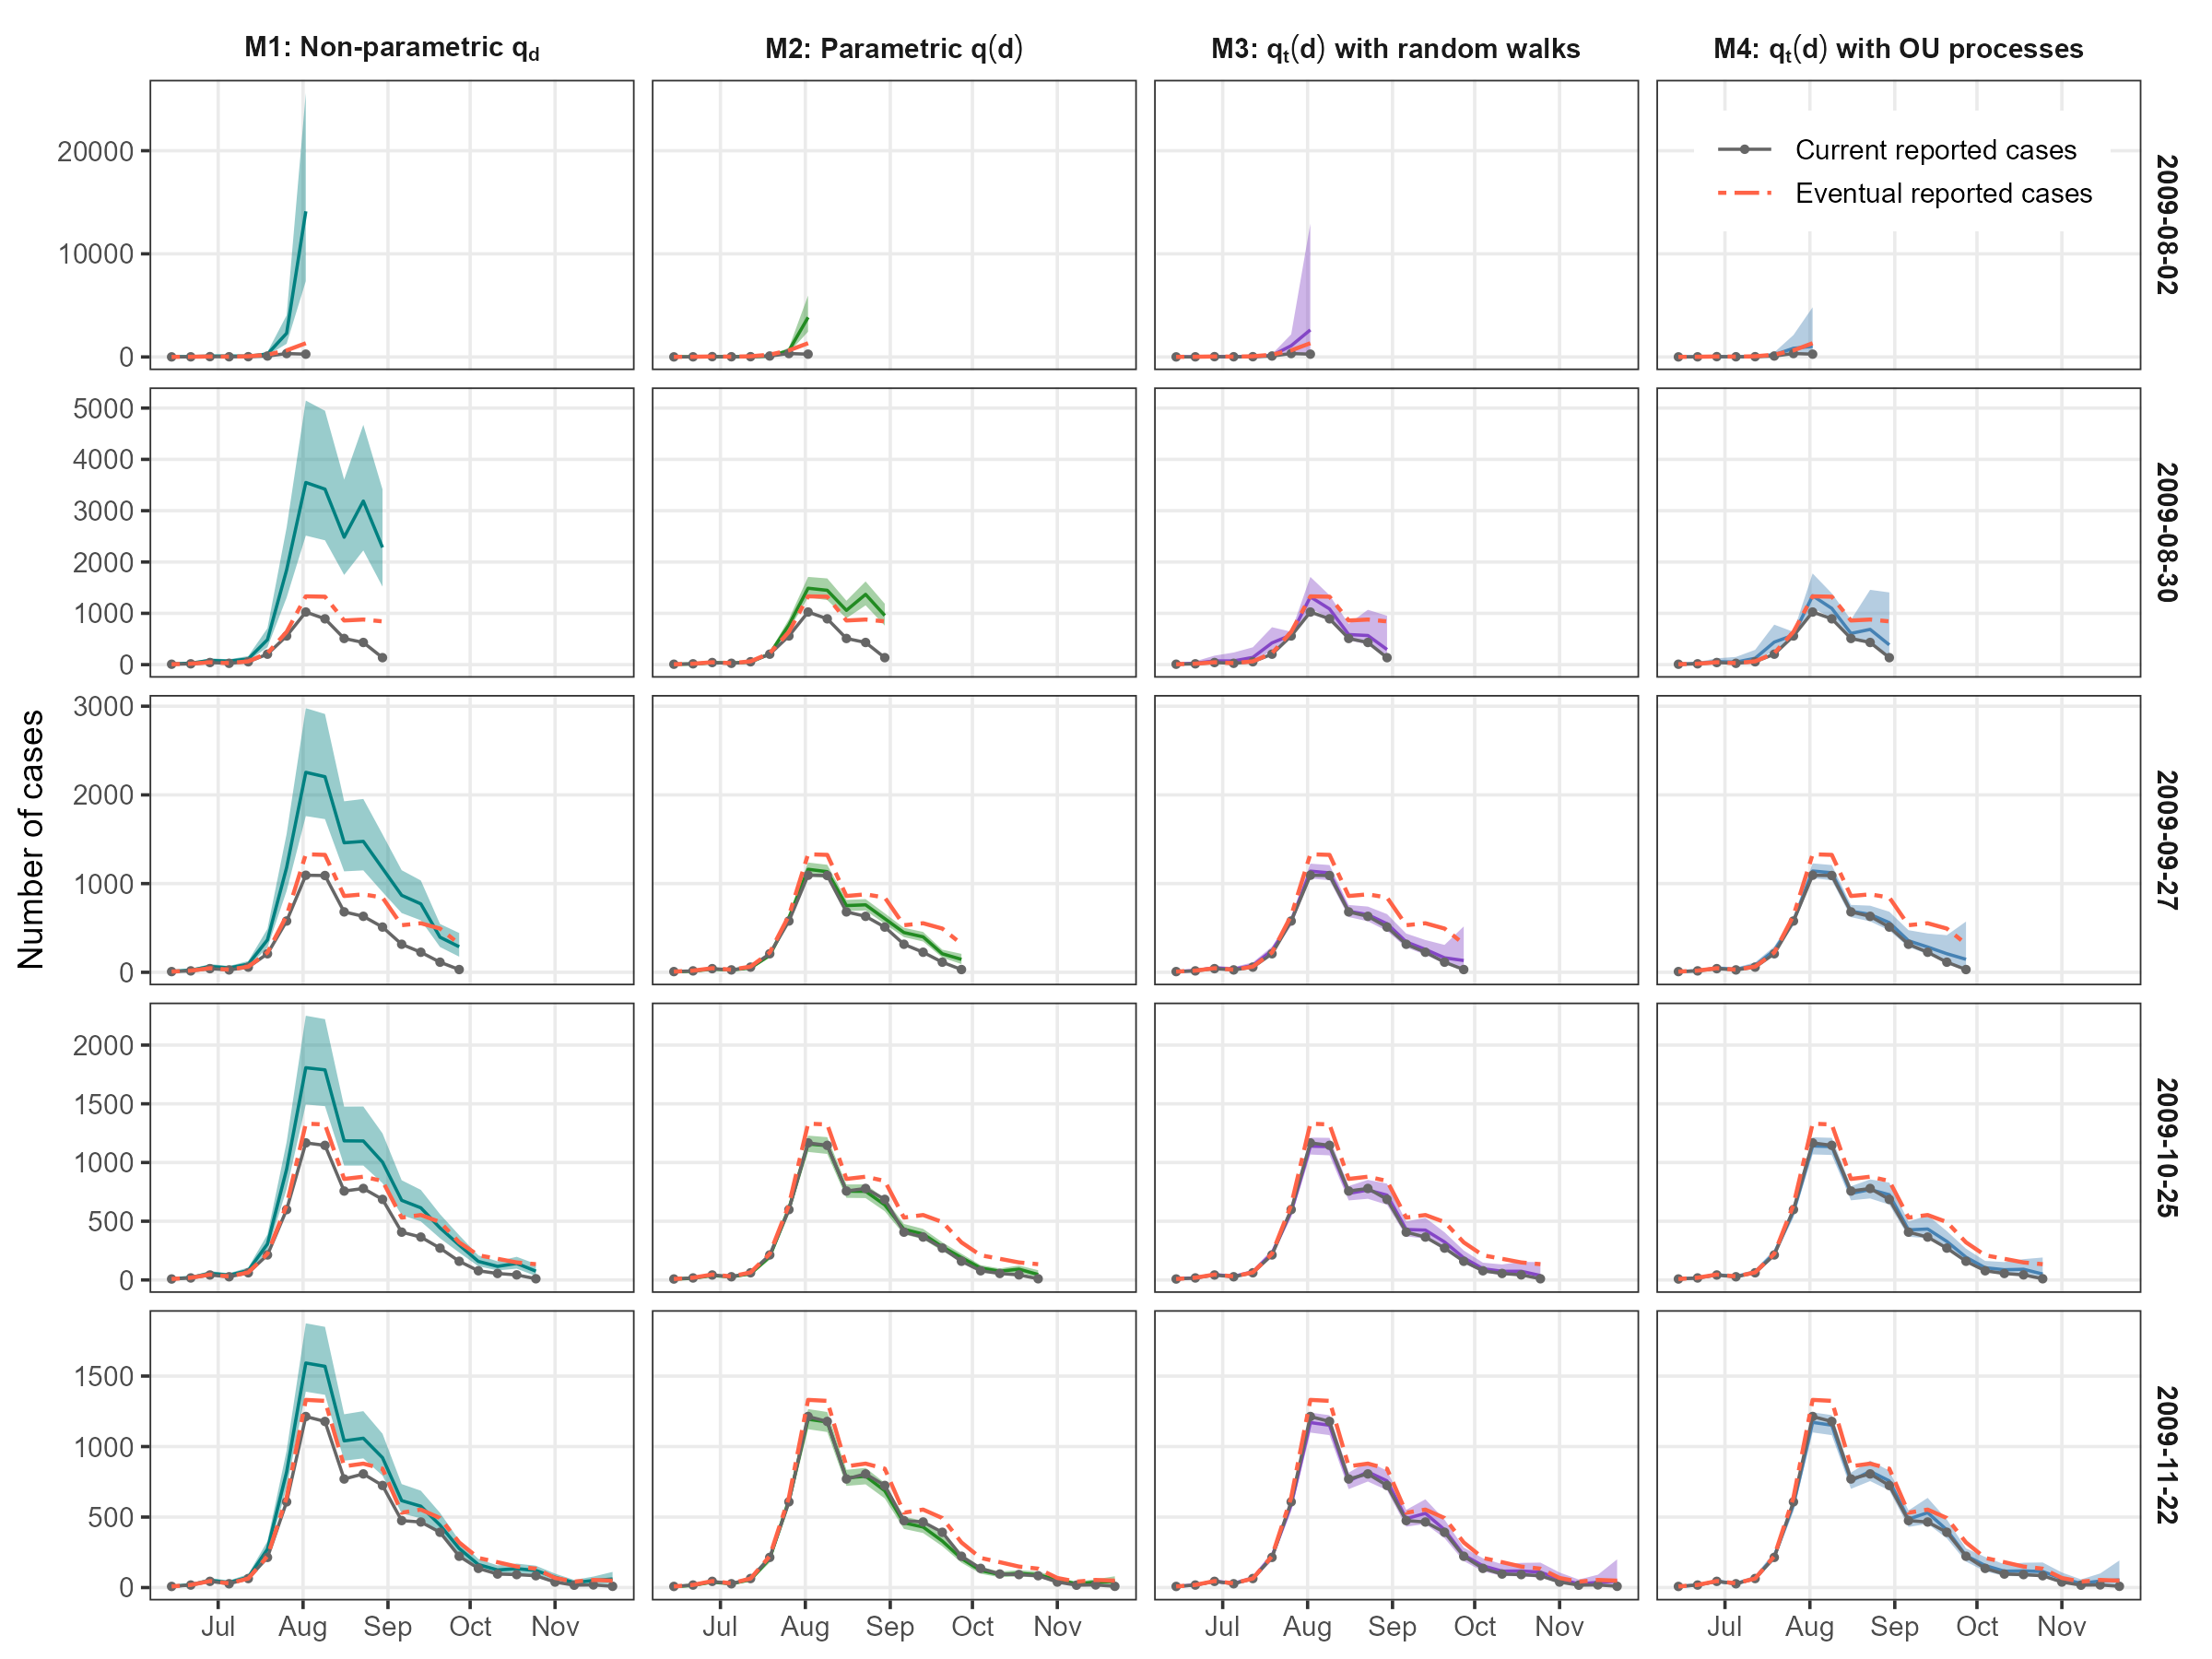 M1: Non-parametric qd
M2: Parametric q(d)
M3: qt(d) with random walks
M4: qt(d) with OU processes
20000
10000
0
Current reported cases
Eventual reported cases
2009-08-02
5000
4000
3000
2000
1000
0
2009-08-30
Number of cases
3000
2000
1000
0
2009-09-27
2000
1500
1000
500
0
2009-10-25
1500
1000
500
0
2009-11-22
Jul Aug Sep Oct Nov
Jul Aug Sep Oct Nov
Jul Aug Sep Oct Nov
Jul Aug Sep Oct Nov